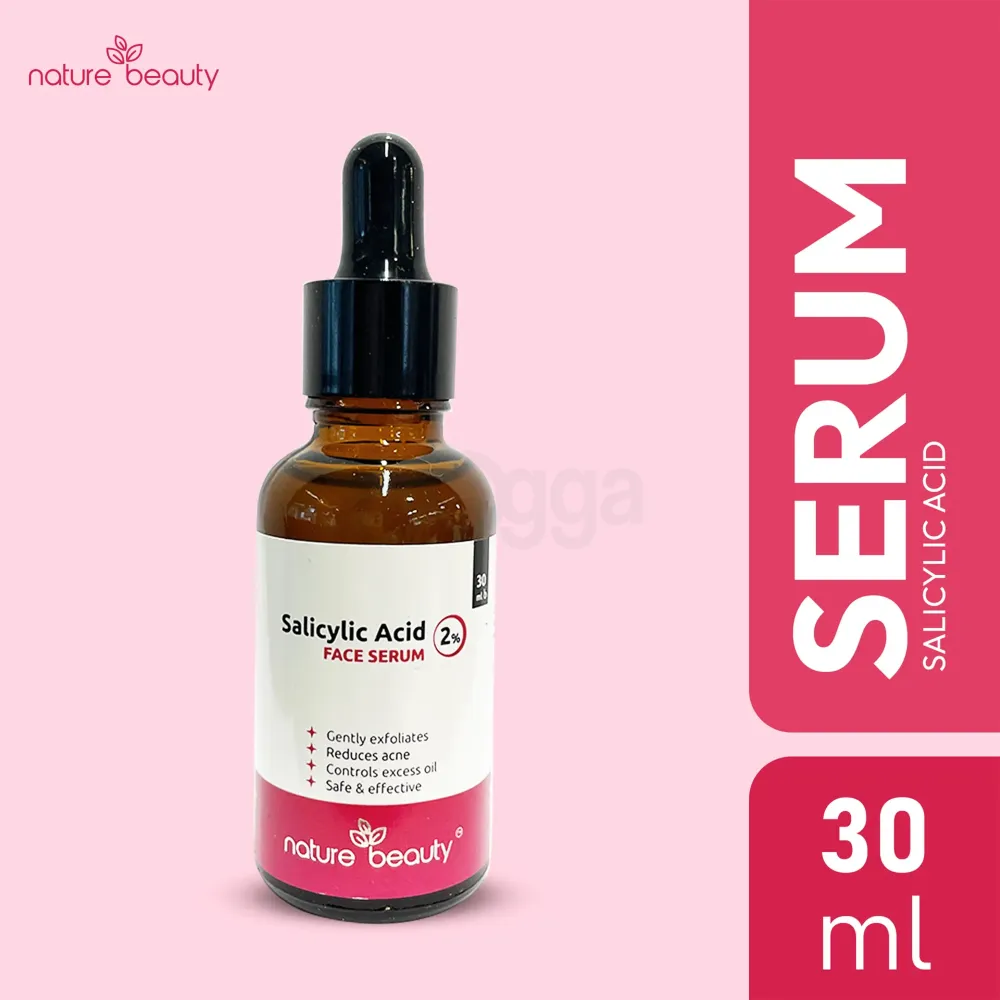 nature beauty
SERUM
SALICYLIC ACID
30
ml
30
Salicylic Acid 2%
FACE SERUM
Gently exfoliates
Reduces acne
Controls excess oil
Safe & effective
nature beauty